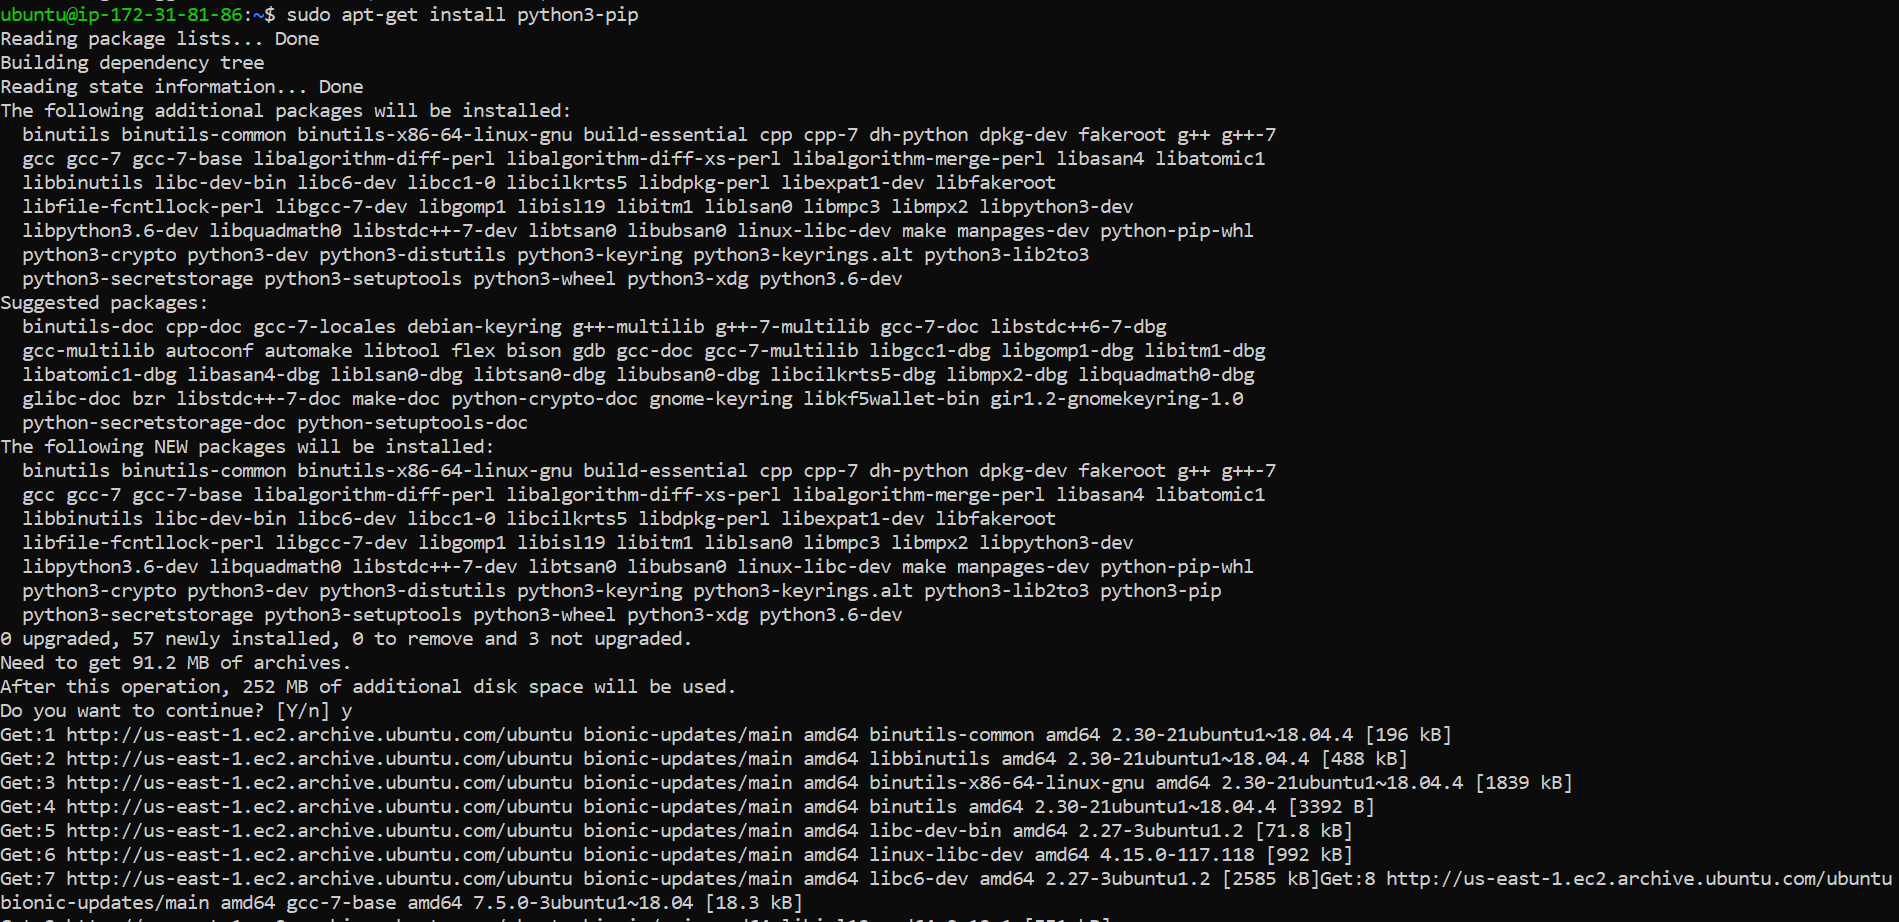 ubuntu@ip-172-31-81-86:~$ sudo apt-get install python3-pip
Reading package lists... Done
Building dependency tree
Reading state information... Done
The following additional packages will be installed:
  binutils binutils-common binutils-x86-64-linux-gnu build-essential cpp cpp-7 dh-python dpkg-dev fakeroot g++ g++-7
  gcc gcc-7 gcc-7-base libalgorithm-diff-perl libalgorithm-diff-xs-perl libalgorithm-merge-perl libasan4 libatomic1
  libbinutils libc-dev-bin libc6-dev libcc1-0 libcilkrts5 libdpkg-perl libexpat1-dev libfakeroot
  libfile-fcntllock-perl libgcc-7-dev libgomp1 libisl19 libitm1 liblsan0 libmpc3 libmpx2 libpython3-dev
  libpython3.6-dev libquadmath0 libstdc++-7-dev libtsan0 libubsan0 linux-libc-dev make manpages-dev python-pip-whl
  python3-crypto python3-dev python3-distutils python3-keyring python3-keyrings.alt python3-lib2to3
  python3-secretstorage python3-setuptools python3-wheel python3-xdg python3.6-dev
Suggested packages:
  binutils-doc cpp-doc gcc-7-locales debian-keyring g++-multilib g++-7-multilib gcc-7-doc libstdc++6-7-dbg
  gcc-multilib autoconf automake libtool flex bison gdb gcc-doc gcc-7-multilib libgcc1-dbg libgomp1-dbg libitm1-dbg
  libatomic1-dbg libasan4-dbg liblsan0-dbg libtsan0-dbg libubsan0-dbg libcilkrts5-dbg libmpx2-dbg libquadmath0-dbg
  glibc-doc bzr libstdc++-7-doc make-doc python-crypto-doc gnome-keyring libkf5wallet-bin gir1.2-gnomekeyring-1.0
  python-secretstorage-doc python-setuptools-doc
The following NEW packages will be installed:
  binutils binutils-common binutils-x86-64-linux-gnu build-essential cpp cpp-7 dh-python dpkg-dev fakeroot g++ g++-7
  gcc gcc-7 gcc-7-base libalgorithm-diff-perl libalgorithm-diff-xs-perl libalgorithm-merge-perl libasan4 libatomic1
  libbinutils libc-dev-bin libc6-dev libcc1-0 libcilkrts5 libdpkg-perl libexpat1-dev libfakeroot
  libfile-fcntllock-perl libgcc-7-dev libgomp1 libisl19 libitm1 liblsan0 libmpc3 libmpx2 libpython3-dev
  libpython3.6-dev libquadmath0 libstdc++-7-dev libtsan0 libubsan0 linux-libc-dev make manpages-dev python-pip-whl
  python3-crypto python3-dev python3-distutils python3-keyring python3-keyrings.alt python3-lib2to3 python3-pip
  python3-secretstorage python3-setuptools python3-wheel python3-xdg python3.6-dev
0 upgraded, 57 newly installed, 0 to remove and 3 not upgraded.
Need to get 91.2 MB of archives.
After this operation, 252 MB of additional disk space will be used.
Do you want to continue? [Y/n] y
Get:1 http://us-east-1.ec2.archive.ubuntu.com/ubuntu bionic-updates/main amd64 binutils-common amd64 2.30-21ubuntu1~18.04.4 [196 kB]
Get:2 http://us-east-1.ec2.archive.ubuntu.com/ubuntu bionic-updates/main amd64 libbinutils amd64 2.30-21ubuntu1~18.04.4 [488 kB]
Get:3 http://us-east-1.ec2.archive.ubuntu.com/ubuntu bionic-updates/main amd64 binutils-x86-64-linux-gnu amd64 2.30-21ubuntu1~18.04.4 [1839 kB]
Get:4 http://us-east-1.ec2.archive.ubuntu.com/ubuntu bionic-updates/main amd64 binutils amd64 2.30-21ubuntu1~18.04.4 [3392 B]
Get:5 http://us-east-1.ec2.archive.ubuntu.com/ubuntu bionic-updates/main amd64 libc-dev-bin amd64 2.27-3ubuntu1.2 [71.8 kB]
Get:6 http://us-east-1.ec2.archive.ubuntu.com/ubuntu bionic-updates/main amd64 linux-libc-dev amd64 4.15.0-117.118 [992 kB]
Get:7 http://us-east-1.ec2.archive.ubuntu.com/ubuntu bionic-updates/main amd64 libc6-dev amd64 2.27-3ubuntu1.2 [2585 kB]Get:8 http://us-east-1.ec2.archive.ubuntu.com/ubuntu
bionic-updates/main amd64 gcc-7-base amd64 7.5.0-3ubuntu1~18.04 [18.3 kB]